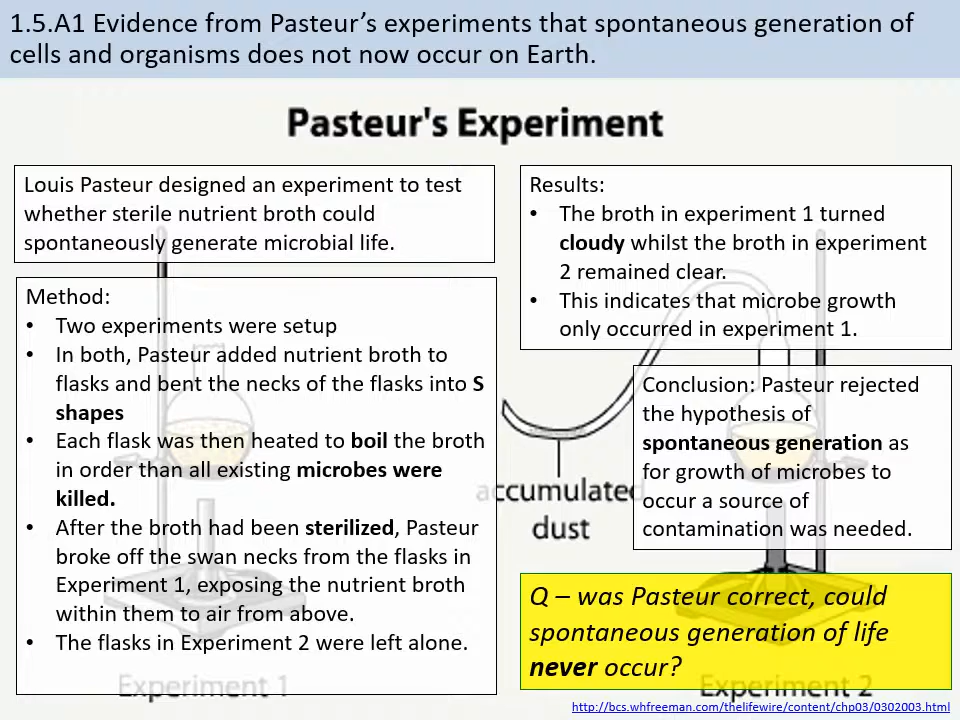 1.5.A1 Evidence from Pasteur’s experiments that spontaneous generation of
cells and organisms does not now occur on Earth.
Pasteur's Experiment
Louis Pasteur designed an experiment to test
whether sterile nutrient broth could
spontaneously generate microbial life.
Method:
• Two experiments were setup
• In both, Pasteur added nutrient broth to
flasks and bent the necks of the flasks into S
shapes
• Each flask was then heated to boil the broth
in order than all existing microbes were
killed.
• After the broth had been sterilized, Pasteur
broke off the swan necks from the flasks in
Experiment 1, exposing the nutrient broth
within them to air from above.
• The flasks in Experiment 2 were left alone.
Experiment 1
Results:
• The broth in experiment 1 turned
cloudy whilst the broth in experiment
2 remained clear.
• This indicates that microbe growth
only occurred in experiment 1.
Conclusion: Pasteur rejected
the hypothesis of
spontaneous generation as
for growth of microbes to
occur a source of
contamination was needed.
accumulated
dust
Q – was Pasteur correct, could
spontaneous generation of life
never occur?
Experiment 2
http://bcs.whfreeman.com/thelifewire/content/chp03/0302003.html